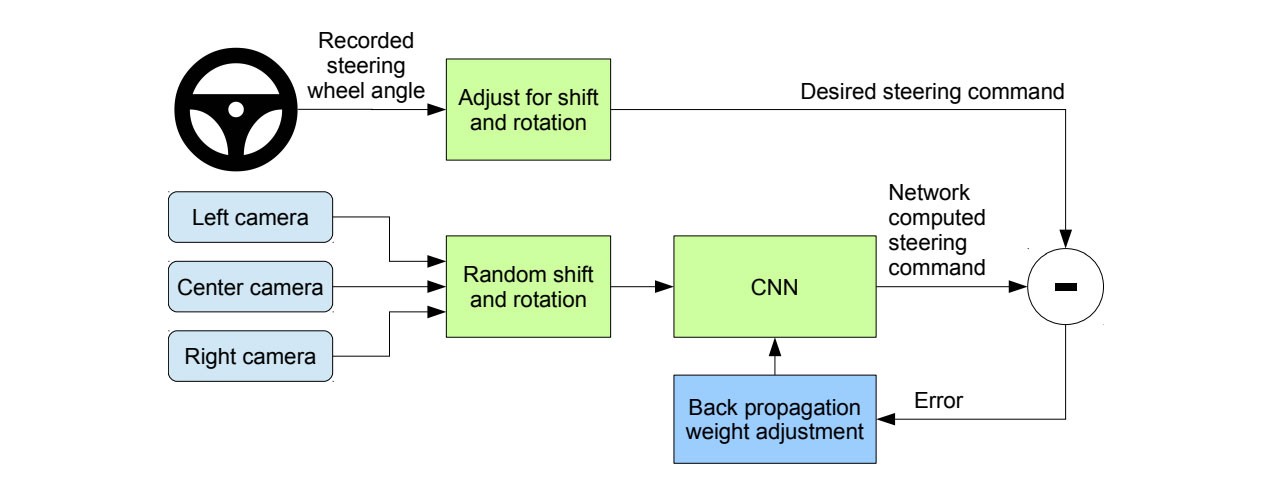 Recorded
steering
wheel angle
Adjust for shift
and rotation
Desired steering command
Left camera
Center camera
Right camera
Random shift
and rotation
CNN
Network
computed
steering
command
-
Back propagation
weight adjustment
Error